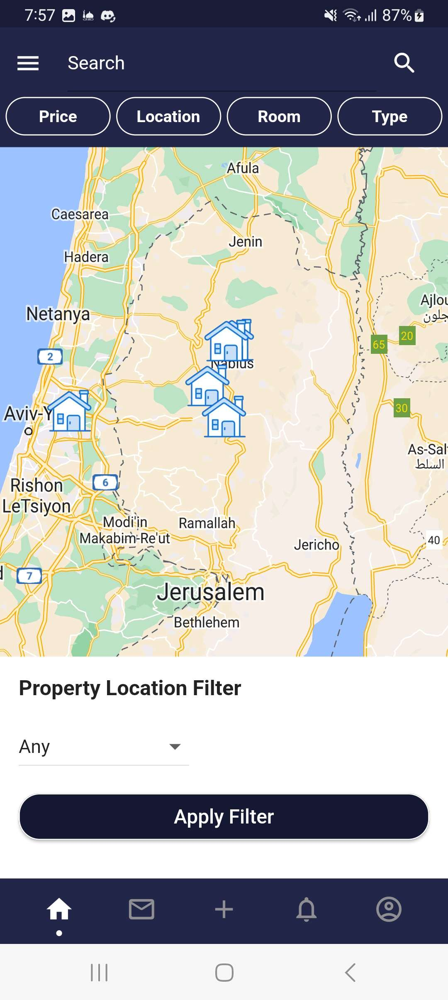 7:57
87%
Search
Price
Location
Room
Type
Afula
Caesarea
Jenin
Hadera
Ajlou
جلون
Netanya
20
65
2
Nablus
30
Aviv-Y
As-Salt
السلط
6
Rishon
LeTsiyon
Modi'in
Makabim-Re'ut
Ramallah
40
Jericho
d
7
Jerusalem
Bethlehem
Property Location Filter
Any
Apply Filter